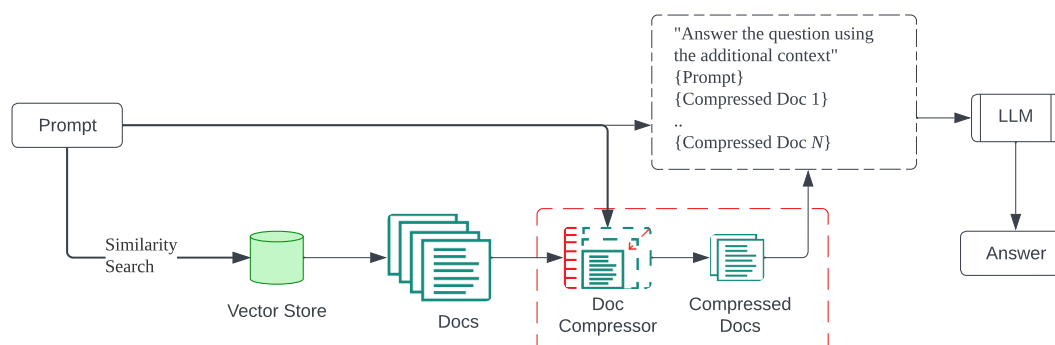 "Answer the question using
the additional context"
{Prompt}
{Compressed Doc 1}
..
{Compressed Doc N}
Prompt
LLM
Similarity
Search
Answer
Vector Store
Docs
Doc
Compressor
Compressed
Docs